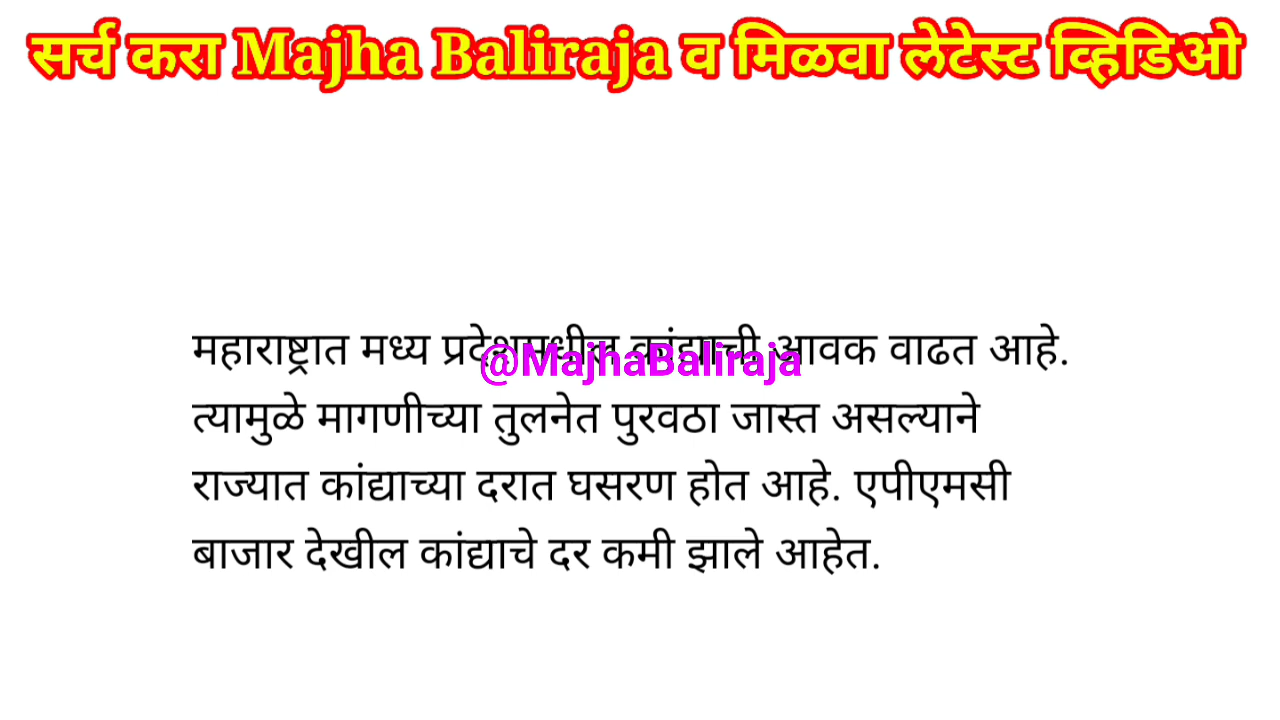 सर्च करा Majha Baliraja व मिळवा लेटेस्ट व्हिडिओ
महाराष्ट्रात मध्य प्रदेशमधील कांद्याची आवक वाढत आहे.
@MajhaBaliraja
त्यामुळे मागणीच्या तुलनेत पुरवठा जास्त असल्याने
राज्यात कांद्याच्या दरात घसरण होत आहे. एपीएमसी
बाजार देखील कांद्याचे दर कमी झाले आहेत.